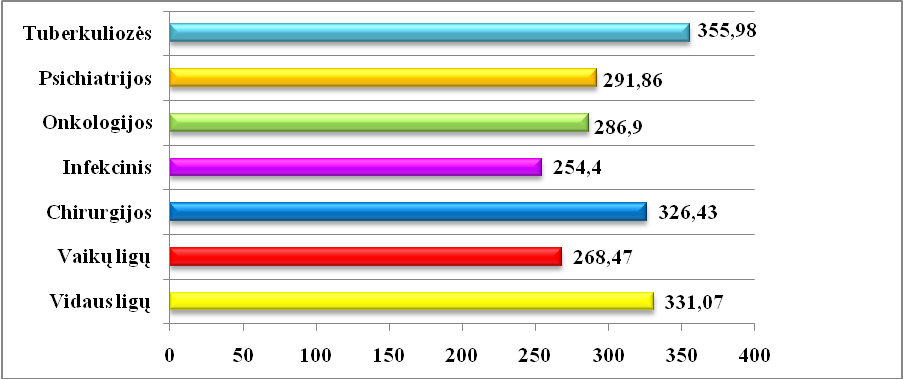 Tuberkuliozės 355,98
Psichiatrijos 291,86
Onkologijos 286,9
Infekcinis 254,4
Chirurgijos 326,43
Vaikų ligų 268,47
Vidaus ligų 331,07
0 50 100 150 200 250 300 350 400